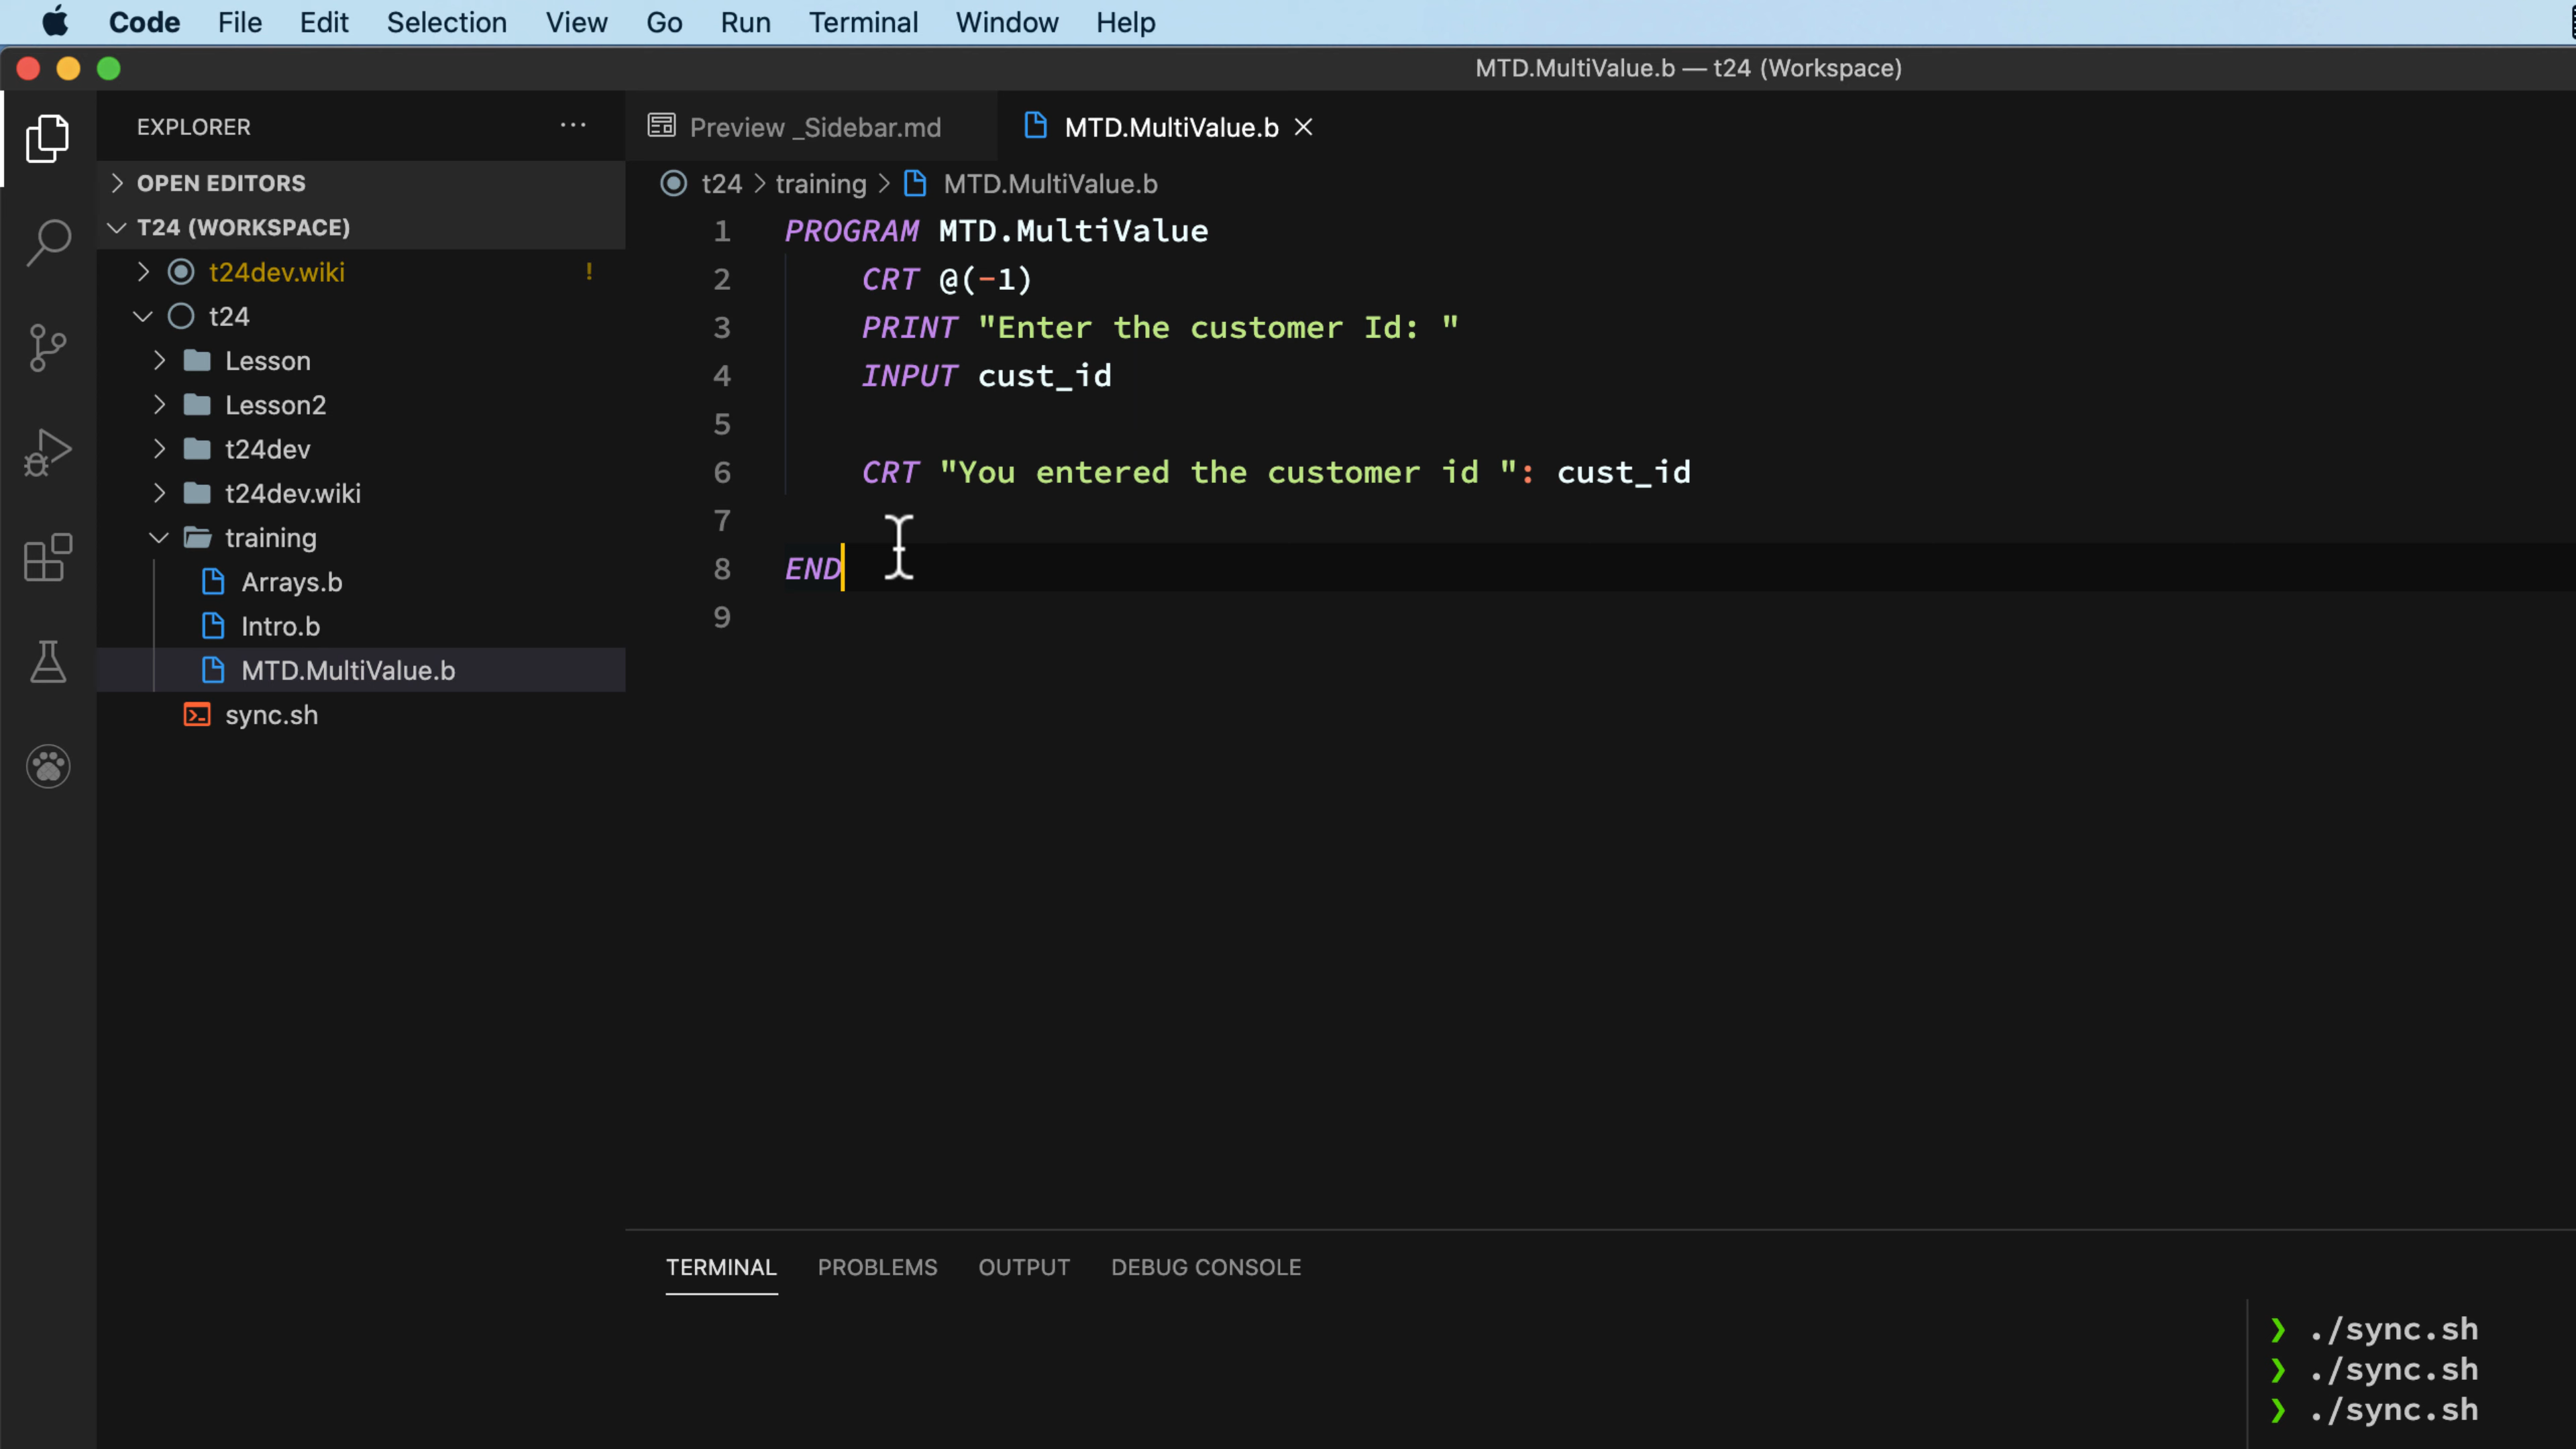 Code File Edit Selection View Go Run Terminal Window Help
MTD.MultiValue.b — t24 (Workspace)
EXPLORER ···
Preview _Sidebar.md
MTD.MultiValue.b
OPEN EDITORS
t24 > training > MTD.MultiValue.b
T24 (WORKSPACE)
t24dev.wiki !
t24
Lesson
Lesson2
t24dev
t24dev.wiki
training
Arrays.b
Intro.b
MTD.MultiValue.b
sync.sh
1 PROGRAM MTD.MultiValue
2 CRT @(-1)
3 PRINT "Enter the customer Id: "
4 INPUT cust_id
5
6 CRT "You entered the customer id ": cust_id
7
8 END
9
TERMINAL PROBLEMS OUTPUT DEBUG CONSOLE
❯ ./sync.sh
❯ ./sync.sh
❯ ./sync.sh